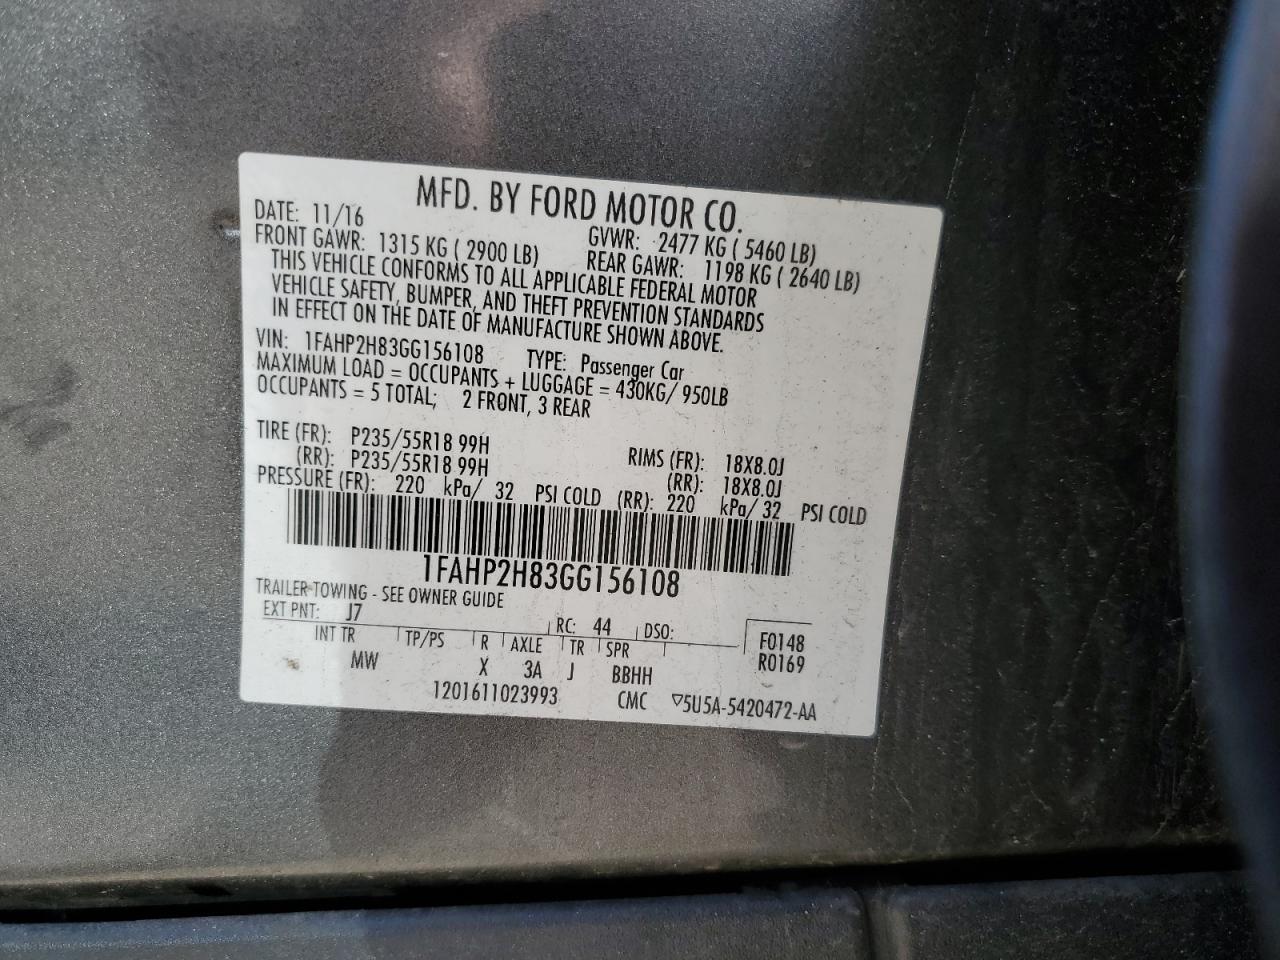 MFD. BY FORD MOTOR CO.
DATE: 11/16 GVWR: 2477 KG ( 5460 LB)
FRONT GAWR: 1315 KG ( 2900 LB) REAR GAWR: 1198 KG ( 2640 LB)
THIS VEHICLE CONFORMS TO ALL APPLICABLE FEDERAL MOTOR
VEHICLE SAFETY, BUMPER, AND THEFT PREVENTION STANDARDS
IN EFFECT ON THE DATE OF MANUFACTURE SHOWN ABOVE.
VIN: 1FAHP2H83GG156108 TYPE: Passenger Car
MAXIMUM LOAD = OCCUPANTS + LUGGAGE = 430KG/ 950LB
OCCUPANTS = 5 TOTAL; 2 FRONT, 3 REAR
TIRE (FR): P235/55R18 99H RIMS (FR): 18X8.0J
(RR): P235/55R18 99H (RR): 18X8.0J
PRESSURE (FR): 220 kPa/ 32 PSI COLD (RR): 220 kPa/ 32 PSI COLD
1FAHP2H83GG156108
TRAILER TOWING - SEE OWNER GUIDE
EXT PNT: J7 RC: 44 DSO: F0148
INT TR TP/PS R AXLE TR SPR R0169
MW X 3A J BBHH
1201611023993 CMC ▽5U5A-5420472-AA